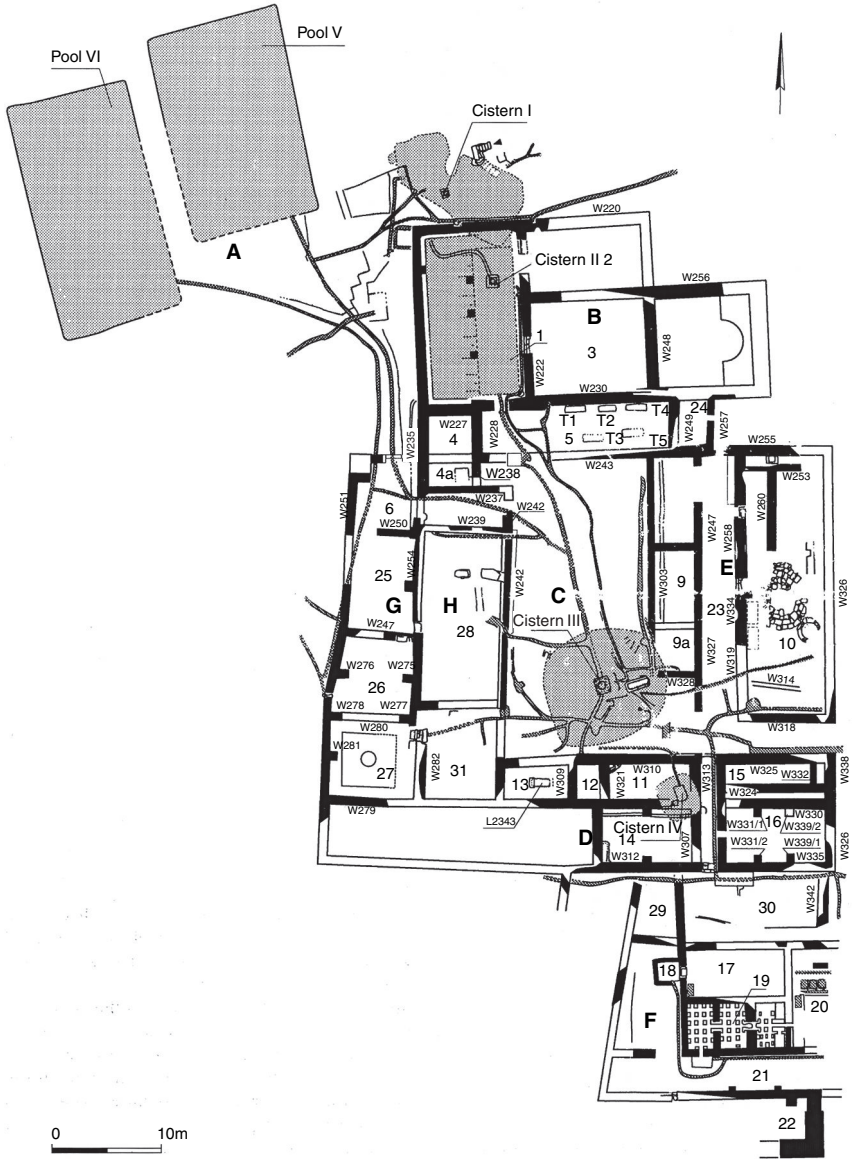 Pool V
Pool VI
Cistern I
W220
A
Cistern II 2
W256
B
1
3
W248
W222
W230
W227
4
W228
T1
T2
T4
24
W249
W257
5
T3
T5
W235
W243
W255
4a
W238
W253
W251
W237
W242
6
W250
W239
W260
W247
W258
W254
25
W242
C
W303
9
E
W326
G
H
28
23
W334
10
Cistern III
W247
9a
W327
W319
W276
W275
26
W328
W314
W278
W277
W280
W318
W281
27
W282
31
13
W309
12
W321
W310
11
W313
15
W325
W332
W338
W324
W279
L2343
D
Cistern IV
14
W312
W307
W331/1
16
W330
W339/2
W331/2
W339/1
W335
W326
29
30
W342
18
17
19
20
F
21
22
0
10m